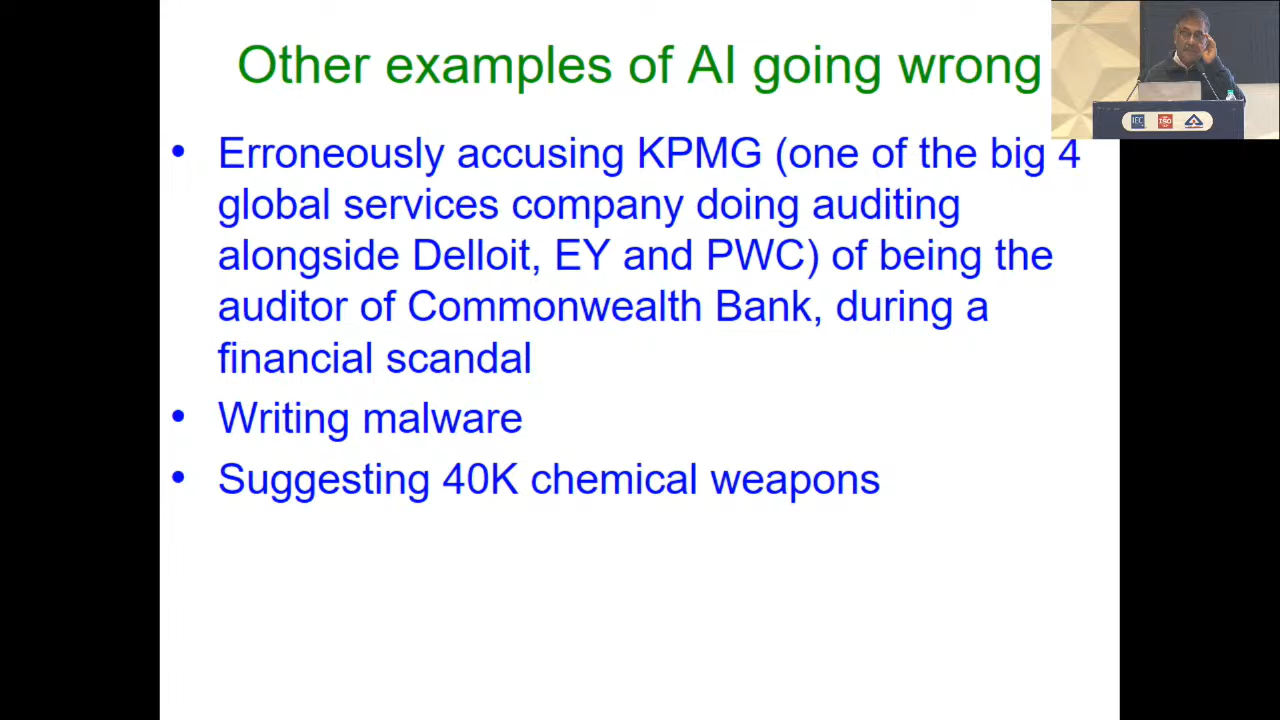 Other examples of AI going wrong
• Erroneously accusing KPMG (one of the big 4
global services company doing auditing
alongside Delloit, EY and PWC) of being the
auditor of Commonwealth Bank, during a
financial scandal
• Writing malware
• Suggesting 40K chemical weapons
IEC